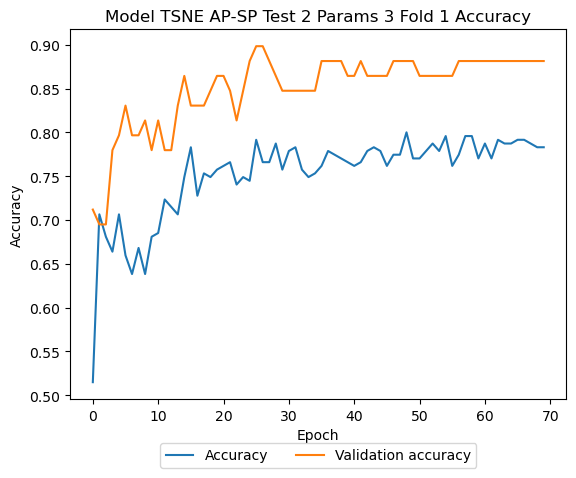 Model TSNE AP-SP Test 2 Params 3 Fold 1 Accuracy
Accuracy
0.90
0.85
0.80
0.75
0.70
0.65
0.60
0.55
0.50
0 10 20 30 40 50 60 70
Epoch
Accuracy Validation accuracy